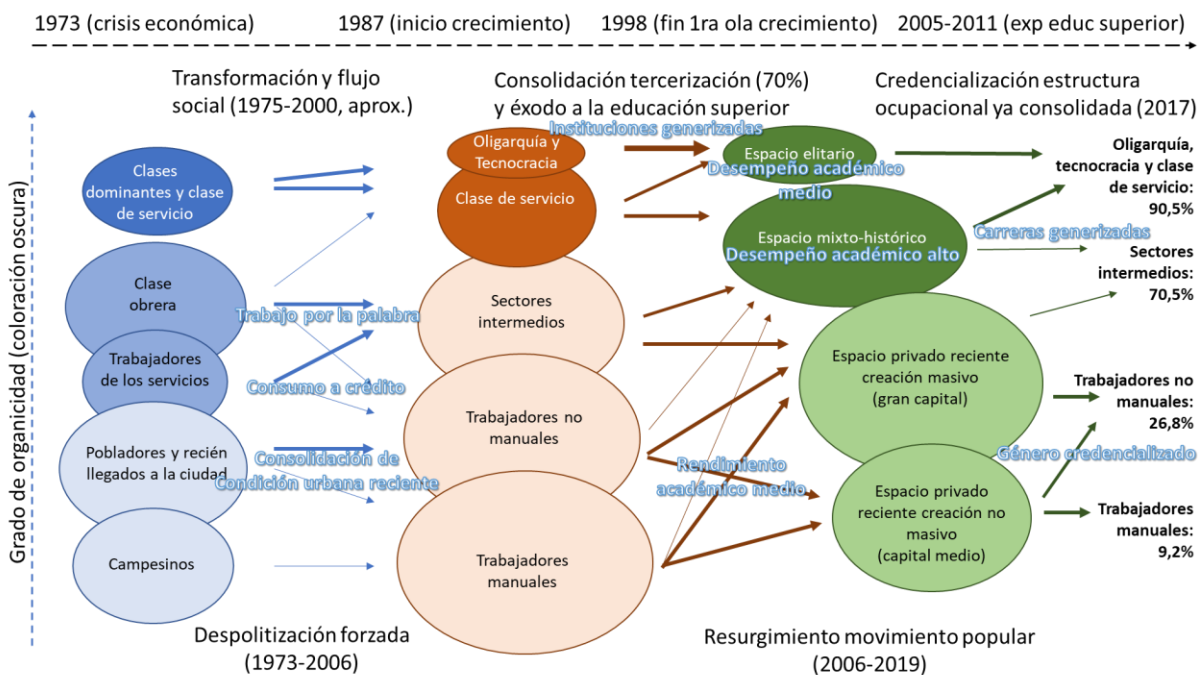 1973 (crisis económica)
1987 (inicio crecimiento)
1998 (fin 1ra ola crecimiento)
2005-2011 (exp educ superior)
Transformación y flujo
social (1975-2000, aprox.)
Consolidación tercerización (70%)
y éxodo a la educación superior
Credencialización estructura
ocupacional ya consolidada (2017)
Grado de organicidad (coloración oscura)
Clases
dominantes y clase
de servicio
Clase
obrera
Trabajadores
de los servicios
Pobladores y recién
llegados a la ciudad
Campesinos
Trabajo por la palabra
Consumo a crédito
Consolidación de
Condición urbana reciente
Oligarquía y
Tecnocracia
Clase de servicio
Sectores
intermedios
Trabajadores no
manuales
Trabajadores
manuales
Instituciones generizadas
Rendimiento
académico medio
Espacio elitario
Desempeño académico
medio
Espacio mixto-histórico
Desempeño académico alto
Espacio privado reciente
creación masivo
(gran capital)
Espacio privado
reciente creación no
masivo
(capital medio)
Carreras generizadas
Género credencializado
Oligarquía,
tecnocracia y clase
de servicio:
90,5%
Sectores
intermedios:
70,5%
Trabajadores no
manuales:
26,8%
Trabajadores
manuales:
9,2%
Despolitización forzada
(1973-2006)
Resurgimiento movimiento popular
(2006-2019)